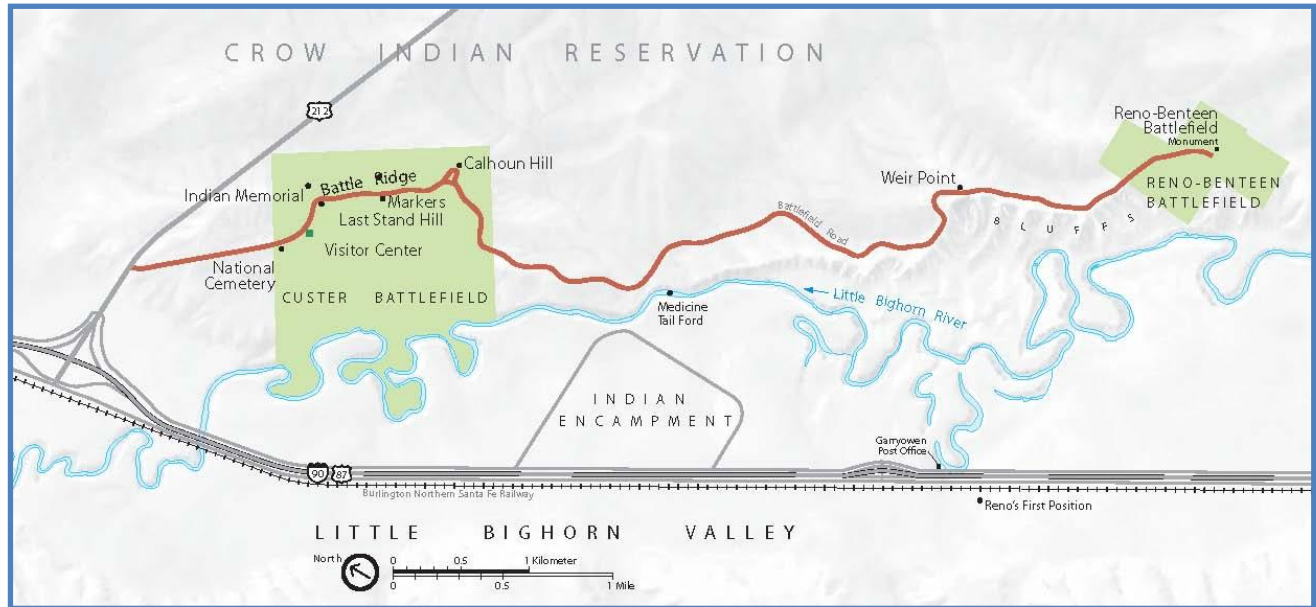 CROW INDIAN RESERVATION
212
Reno-Benteen
Battlefield
Monument
Calhoun Hill
Battle Ridge
Indian Memorial
Markers
Last Stand Hill
Weir Point
RENO-BENTEEN
BATTLEFIELD
BLUFFS
Battlefield Road
Visitor Center
National
Cemetery
CUSTER BATTLEFIELD
Medicine
Tail Ford
Little Bighorn River
INDIAN
ENCAMPMENT
Garryowen
Post Office
90 87
Burlington Northern Santa Fe Railway
Reno's First Position
LITTLE BIGHORN VALLEY
North
0 0.5 1 Kilometer
0 0.5 1 Mile